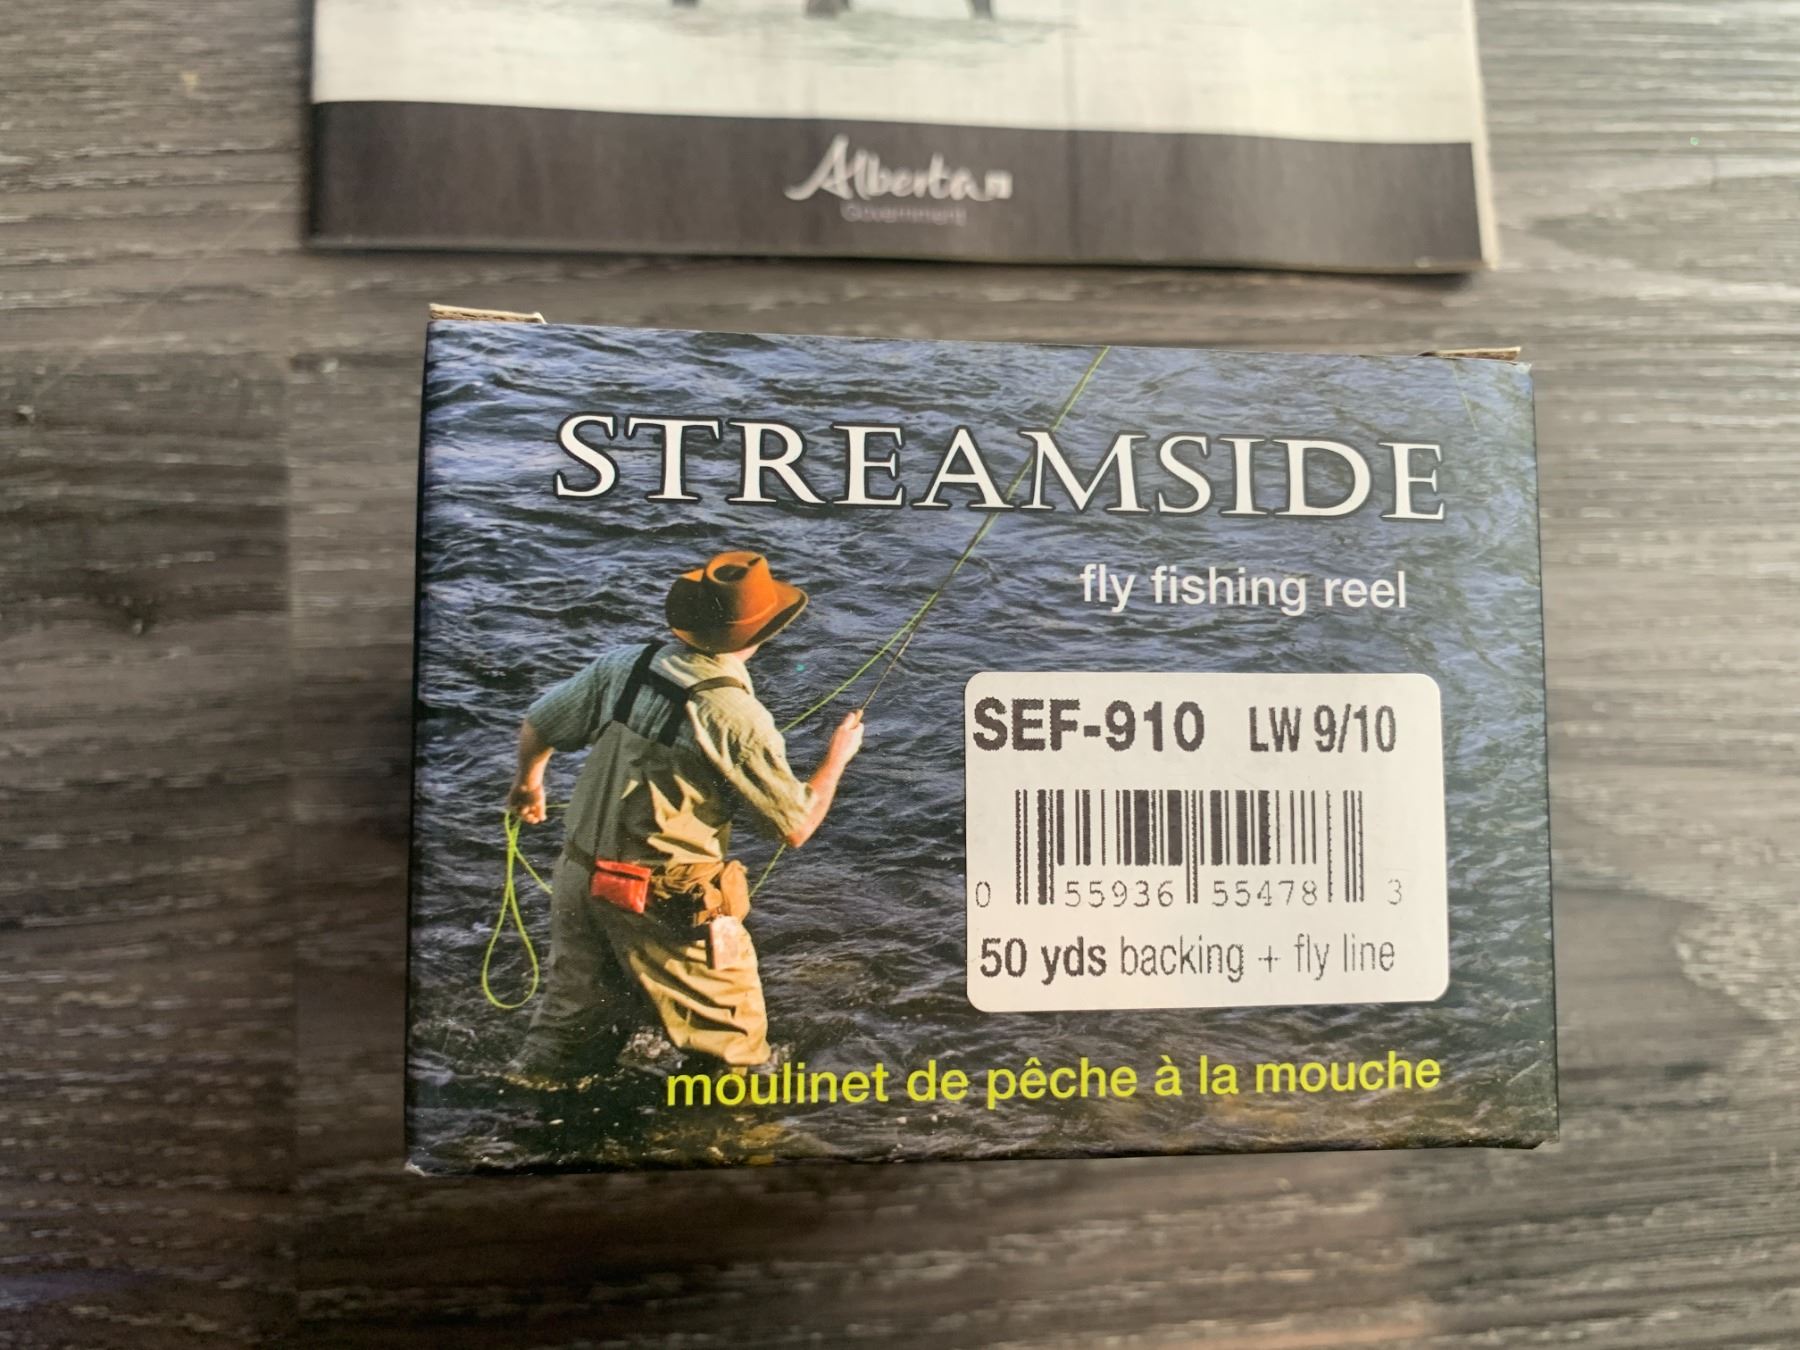 Alberta
Government
STREAMSIDE
fly fishing reel
SEF-910 LW 9/10
0 55936 55478 3
50 yds backing + fly line
moulinet de pêche à la mouche